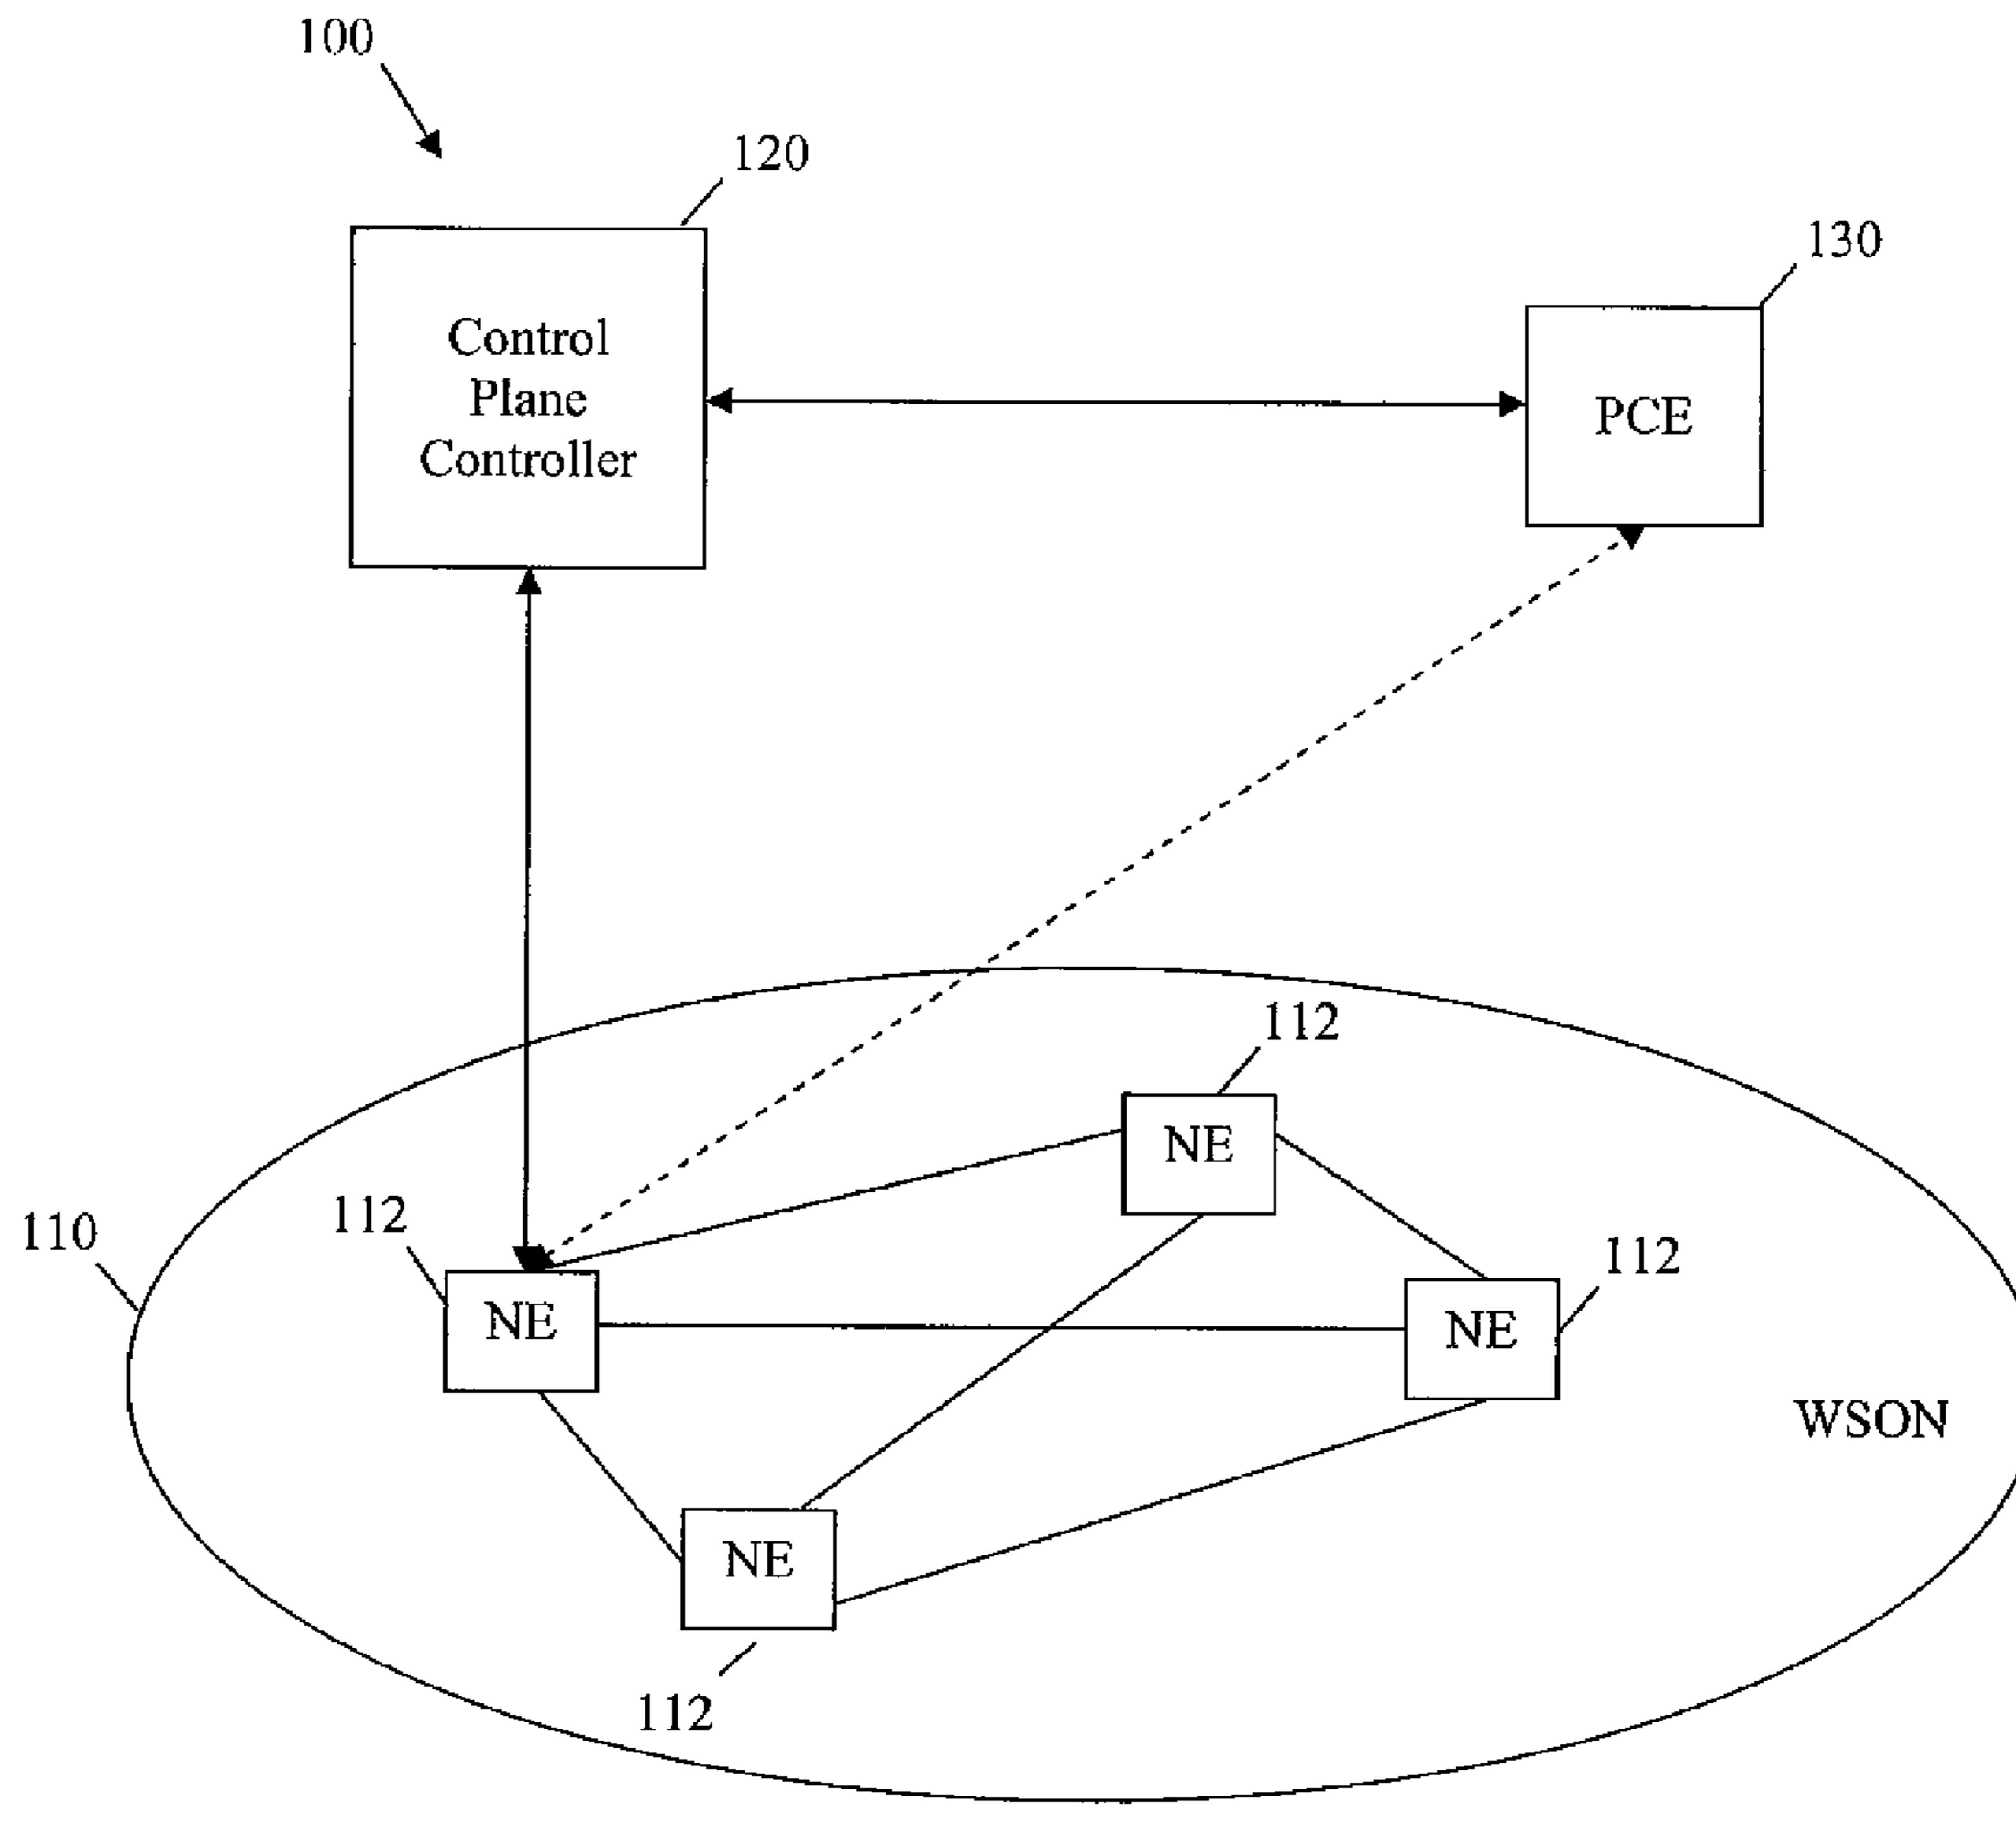 100
120
130
Control
Plane
Controller
PCE
112
NE
112
110
NE
112
NE
WSON
NE
112